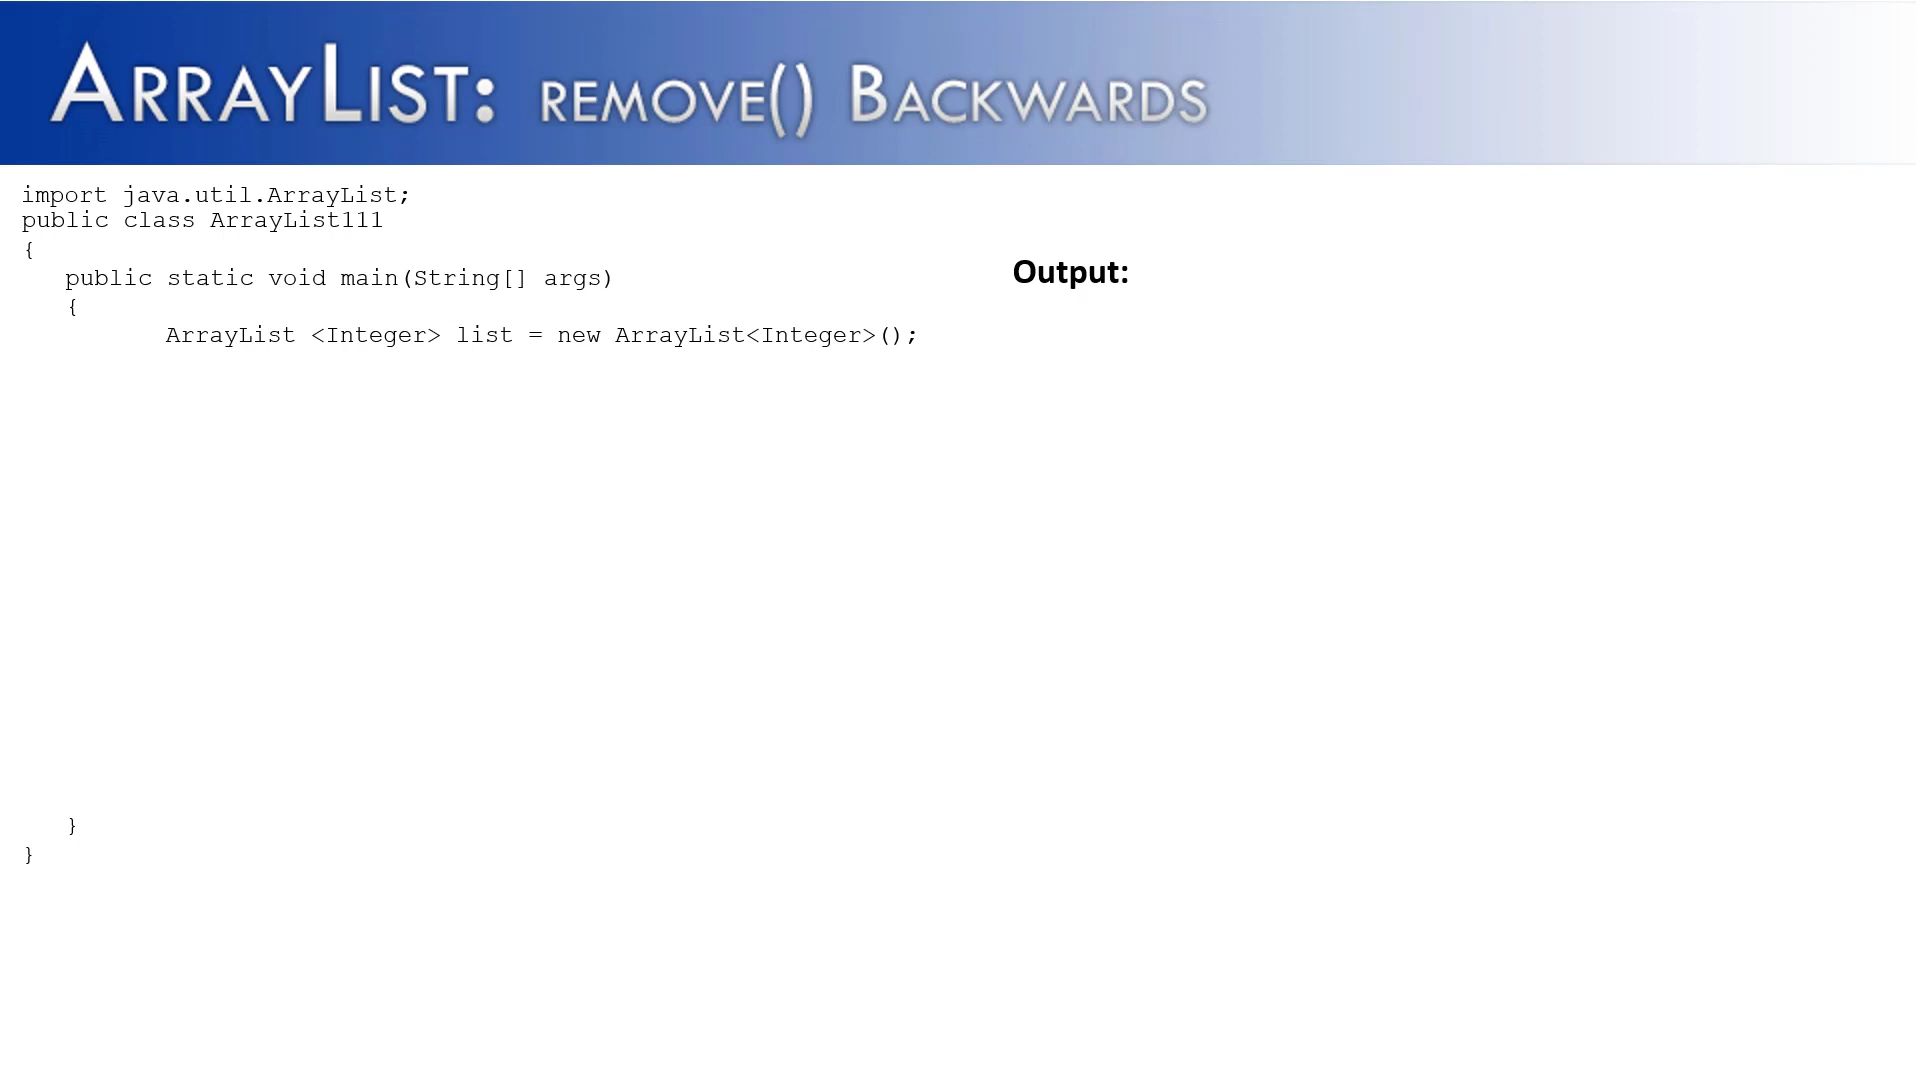 ARRAYLIST: REMOVE() BACKWARDS
import java.util.ArrayList;
public class ArrayList111
{
public static void main(String[] args)
Output:
{
ArrayList <Integer> list = new ArrayList<Integer>();
}
}